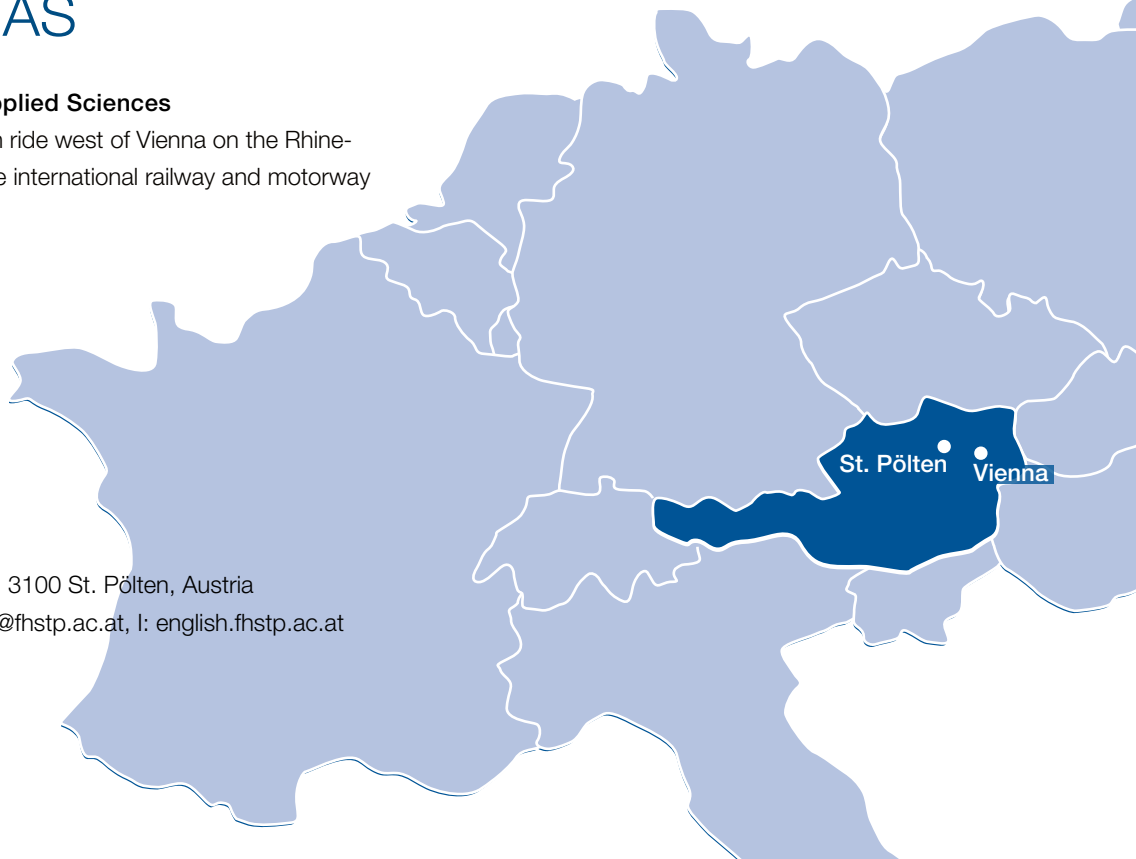 AS
plied Sciences
ride west of Vienna on the Rhine-
international railway and motorway
St. Pölten
Vienna
3100 St. Pölten, Austria
@fhstp.ac.at, I: english.fhstp.ac.at